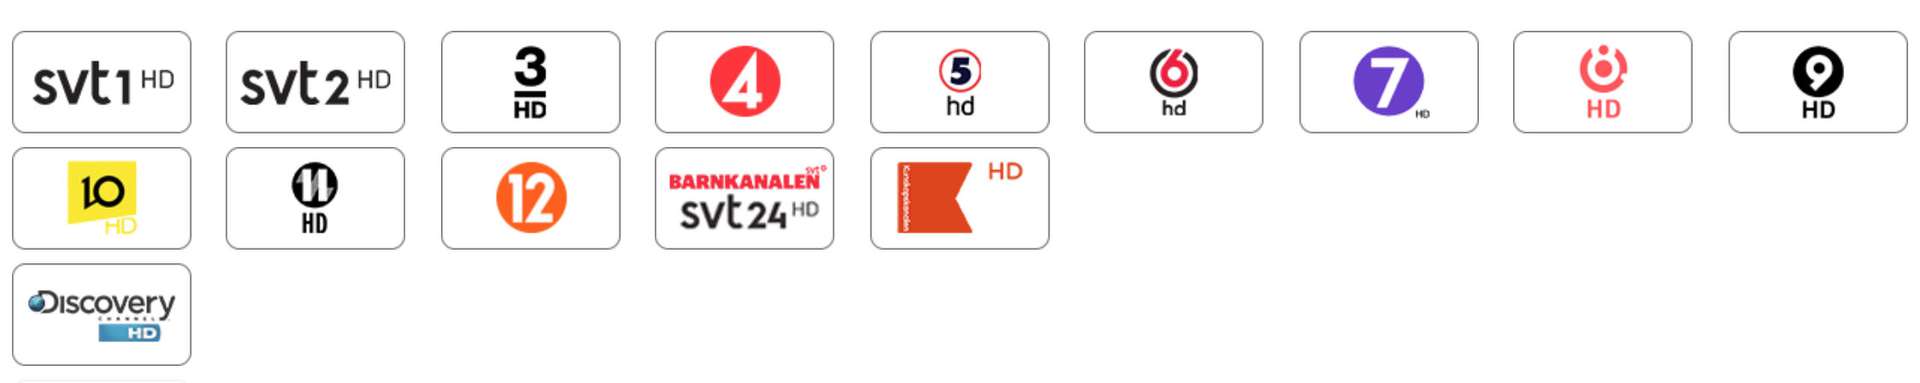 svt1 HD
svt2 HD
3
HD
4
5
hd
6
hd
7
HD
8
HD
9
HD
10
HD
11
HD
12
svt
BARNKANALEN
svt24 HD
Kunskapskanalen
HD
Discovery
CHANNEL
HD